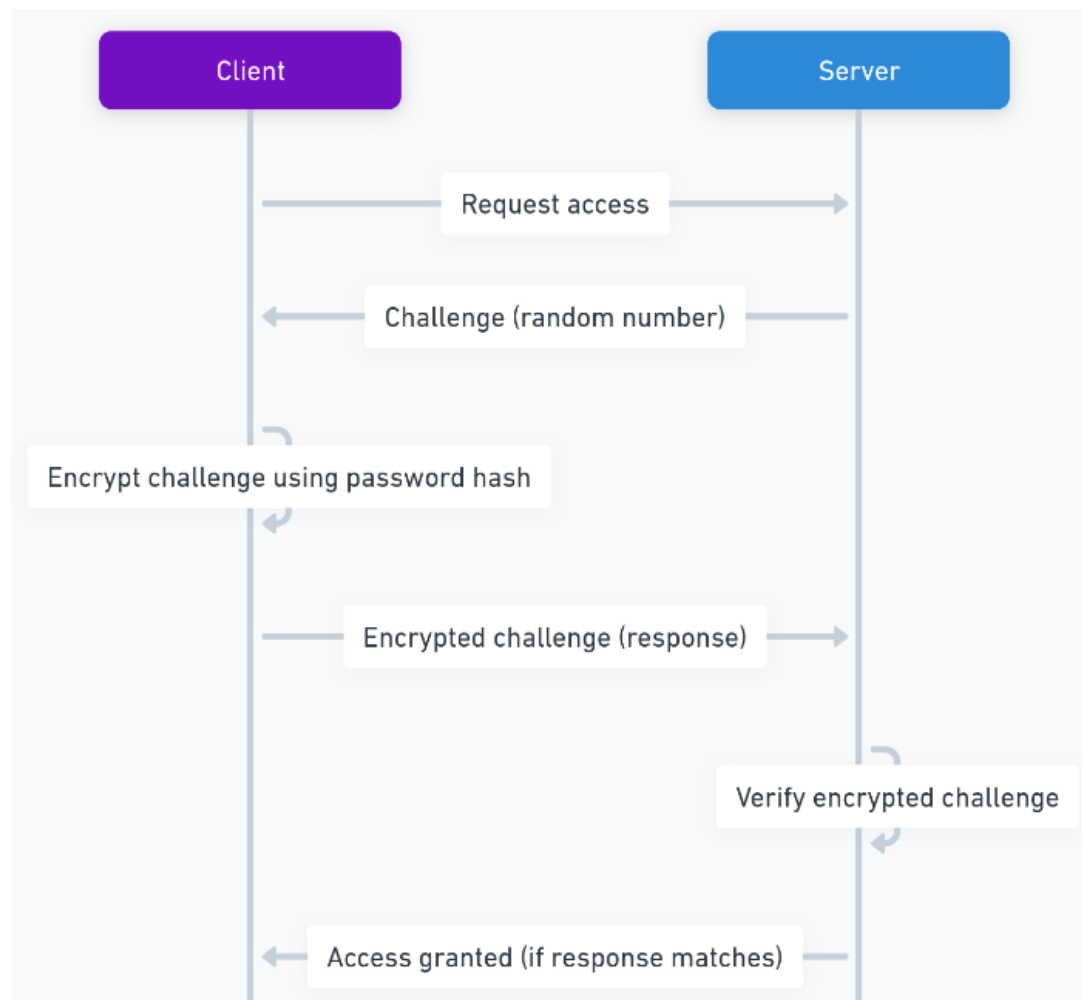 Client
Server
Request access
Challenge (random number)
Encrypt challenge using password hash
Encrypted challenge (response)
Verify encrypted challenge
Access granted (if response matches)